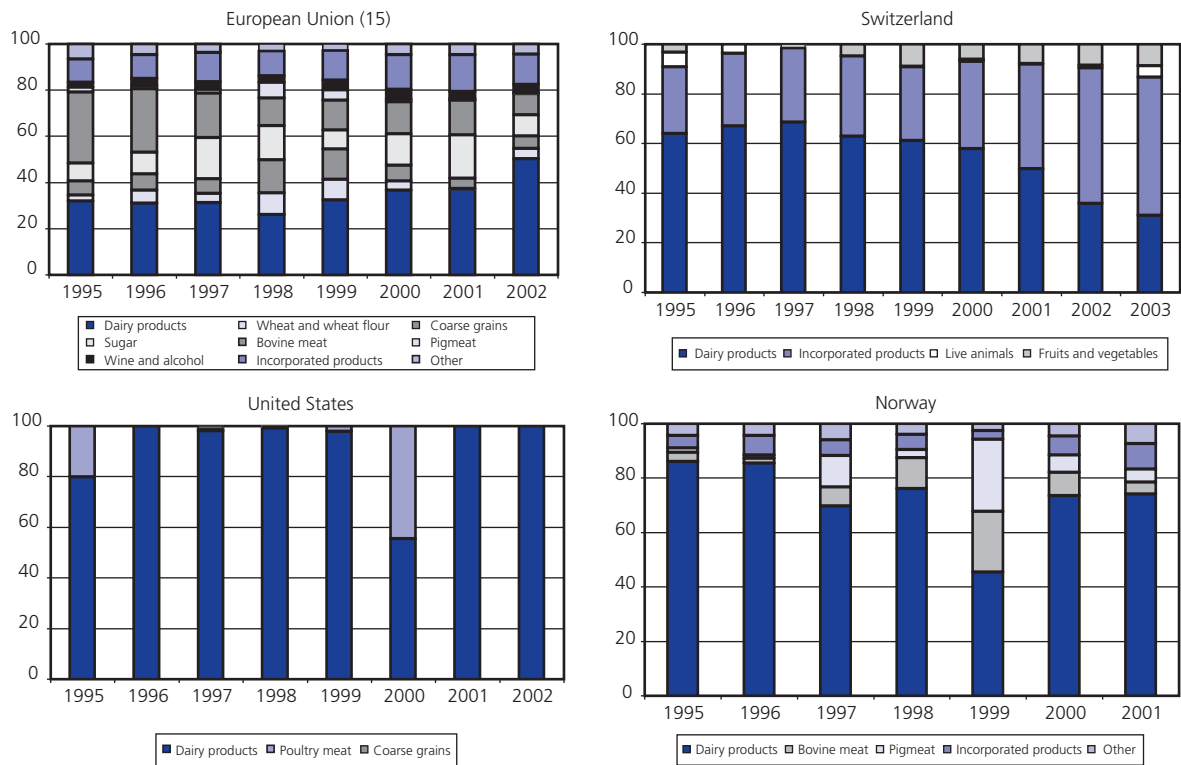 European Union (15)
100
80
60
40
20
0
1995 1996 1997 1998 1999 2000 2001 2002
Dairy products Wheat and wheat flour Coarse grains
Sugar Bovine meat Pigmeat
Wine and alcohol Incorporated products Other
Switzerland
100
80
60
40
20
0
1995 1996 1997 1998 1999 2000 2001 2002 2003
Dairy products Incorporated products Live animals Fruits and vegetables
United States
100
80
60
40
20
0
1995 1996 1997 1998 1999 2000 2001 2002
Dairy products Poultry meat Coarse grains
Norway
100
80
60
40
20
0
1995 1996 1997 1998 1999 2000 2001
Dairy products Bovine meat Pigmeat Incorporated products Other